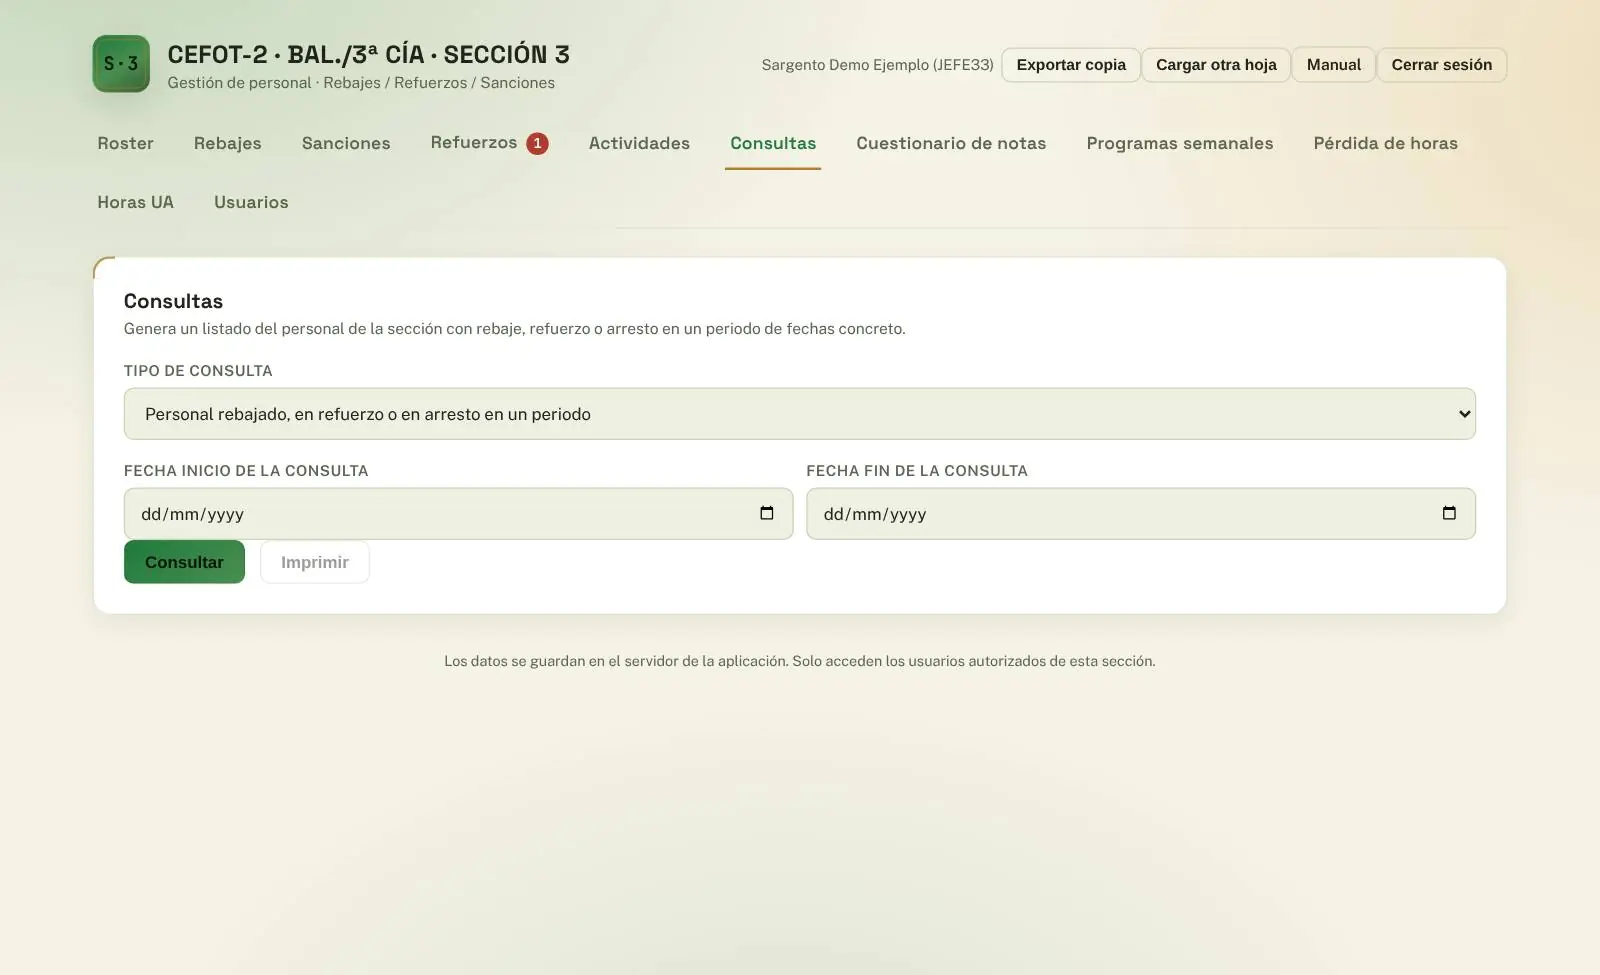 S·3
CEFOT-2 · BAL./3ª CÍA · SECCIÓN 3
Gestión de personal · Rebajes / Refuerzos / Sanciones
Sargento Demo Ejemplo (JEFE33) Exportar copia Cargar otra hoja Manual Cerrar sesión
Roster Rebajes Sanciones Refuerzos 1 Actividades Consultas Cuestionario de notas Programas semanales Pérdida de horas
Horas UA Usuarios
Consultas
Genera un listado del personal de la sección con rebaje, refuerzo o arresto en un periodo de fechas concreto.
TIPO DE CONSULTA
Personal rebajado, en refuerzo o en arresto en un periodo
FECHA INICIO DE LA CONSULTA FECHA FIN DE LA CONSULTA
dd/mm/yyyy dd/mm/yyyy
Consultar Imprimir
Los datos se guardan en el servidor de la aplicación. Solo acceden los usuarios autorizados de esta sección.